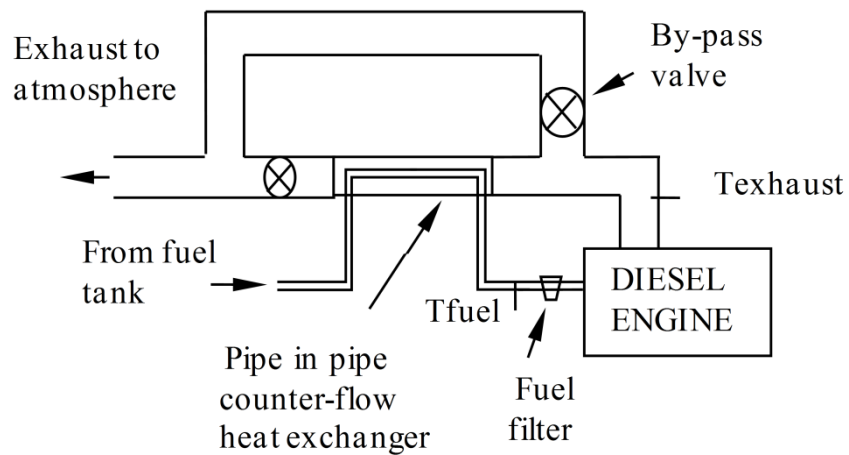 Exhaust to
atmosphere
By-pass
valve
Texhaust
From fuel
tank
Tfuel
DIESEL
ENGINE
Pipe in pipe
counter-flow
heat exchanger
Fuel
filter